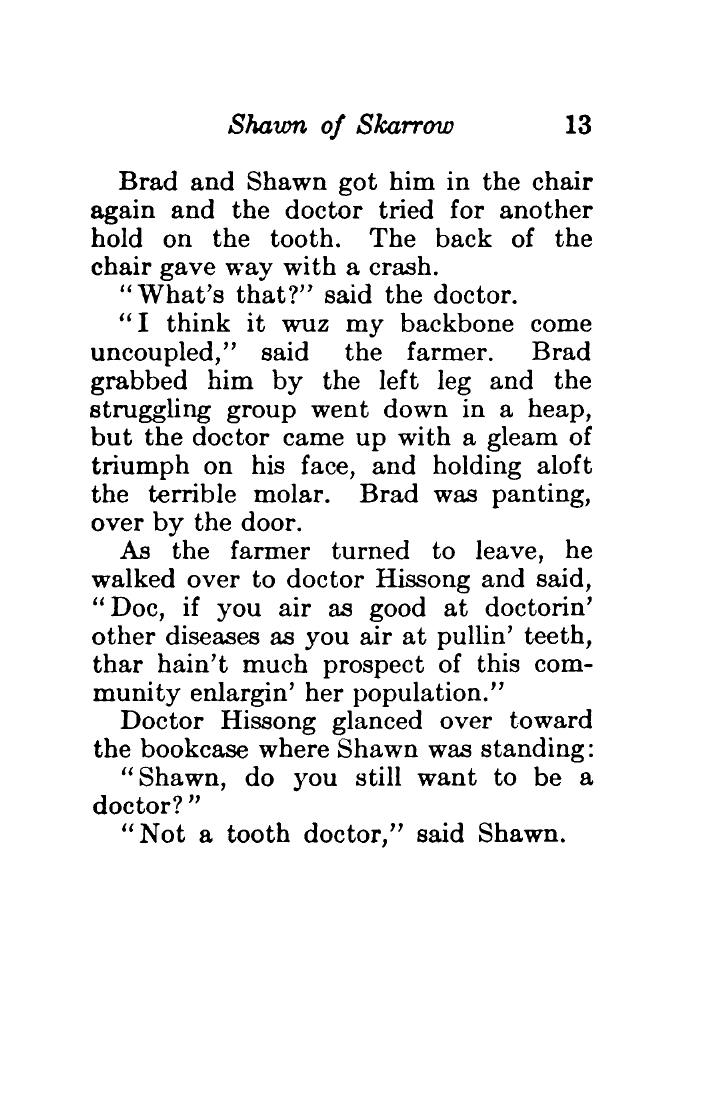 Shawn of Skarrow 13
Brad and Shawn got him in the chair
again and the doctor tried for another
hold on the tooth. The back of the
chair gave way with a crash.
"What's that?" said the doctor.
"I think it wuz my backbone come
uncoupled," said the farmer. Brad
grabbed him by the left leg and the
struggling group went down in a heap,
but the doctor came up with a gleam of
triumph on his face, and holding aloft
the terrible molar. Brad was panting,
over by the door.
As the farmer turned to leave, he
walked over to doctor Hissong and said,
"Doc, if you air as good at doctorin'
other diseases as you air at pullin' teeth,
thar hain't much prospect of this com-
munity enlargin' her population."
Doctor Hissong glanced over toward
the bookcase where Shawn was standing:
"Shawn, do you still want to be a
doctor?"
"Not a tooth doctor," said Shawn.